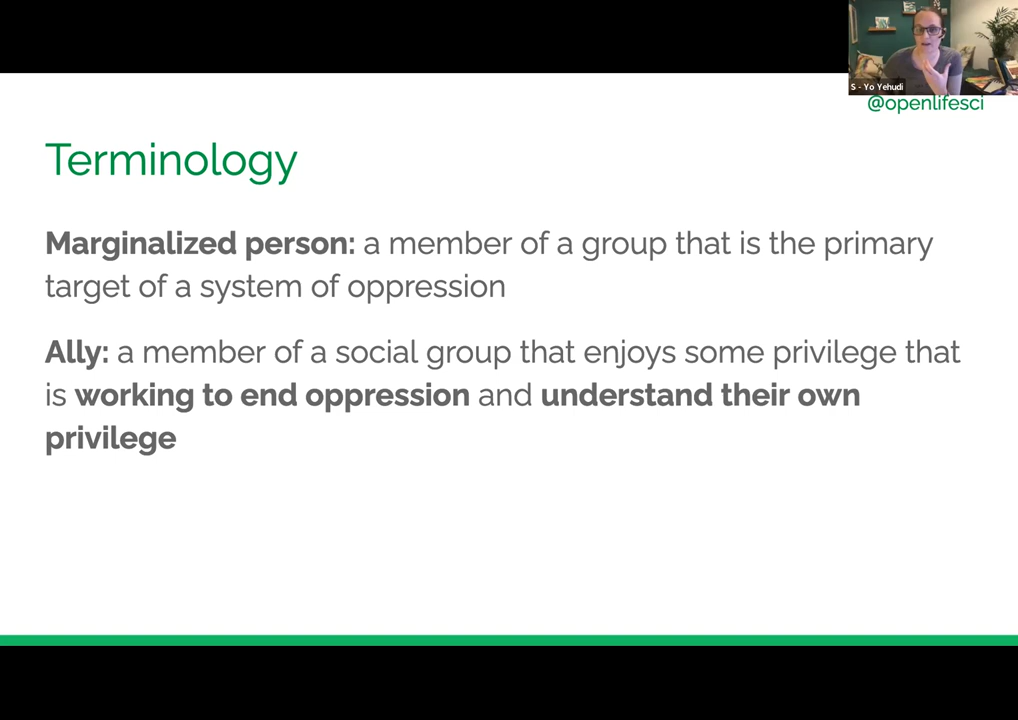 S - Yo Yehudi
@openlifesci
Terminology
Marginalized person: a member of a group that is the primary
target of a system of oppression
Ally: a member of a social group that enjoys some privilege that
is working to end oppression and understand their own
privilege